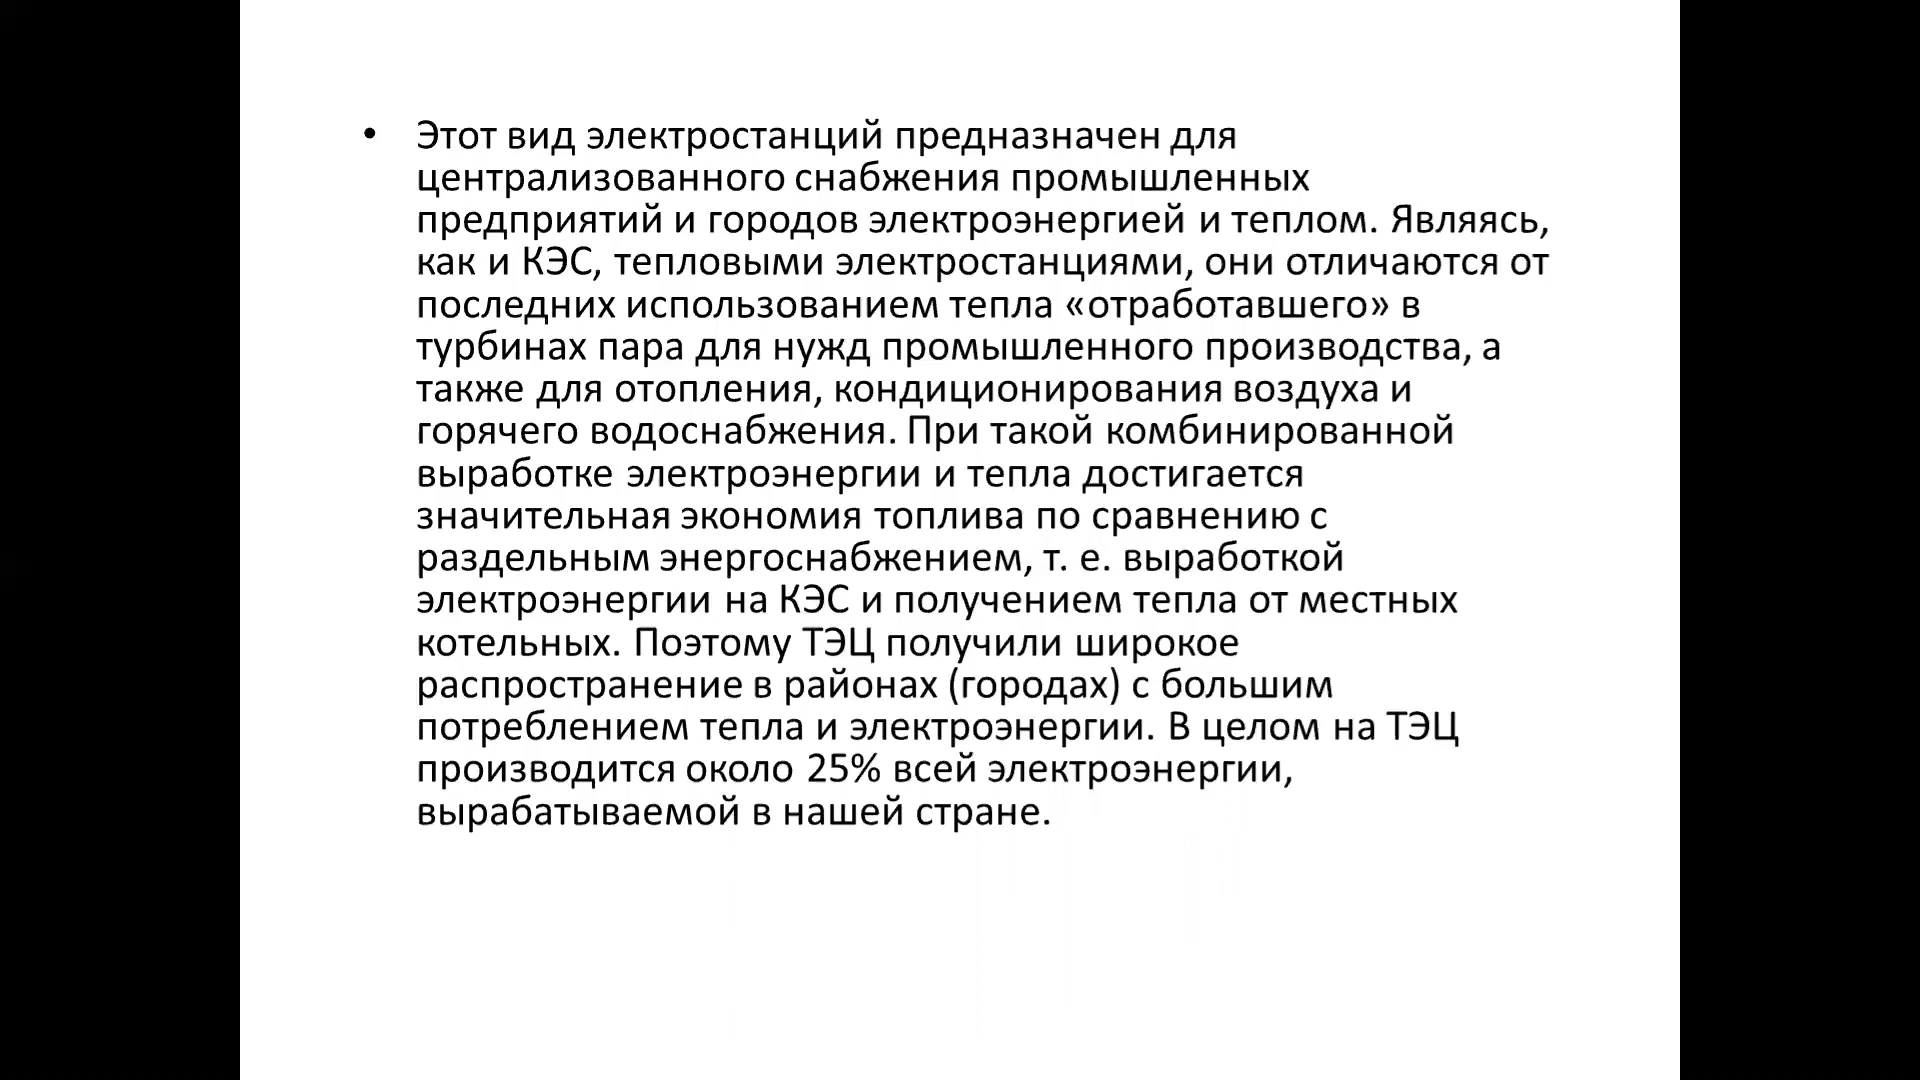 • Этот вид электростанций предназначен для
централизованного снабжения промышленных
предприятий и городов электроэнергией и теплом. Являясь,
как и КЭС, тепловыми электростанциями, они отличаются от
последних использованием тепла «отработавшего» в
турбинах пара для нужд промышленного производства, а
также для отопления, кондиционирования воздуха и
горячего водоснабжения. При такой комбинированной
выработке электроэнергии и тепла достигается
значительная экономия топлива по сравнению с
раздельным энергоснабжением, т. е. выработкой
электроэнергии на КЭС и получением тепла от местных
котельных. Поэтому ТЭЦ получили широкое
распространение в районах (городах) с большим
потреблением тепла и электроэнергии. В целом на ТЭЦ
производится около 25% всей электроэнергии,
вырабатываемой в нашей стране.